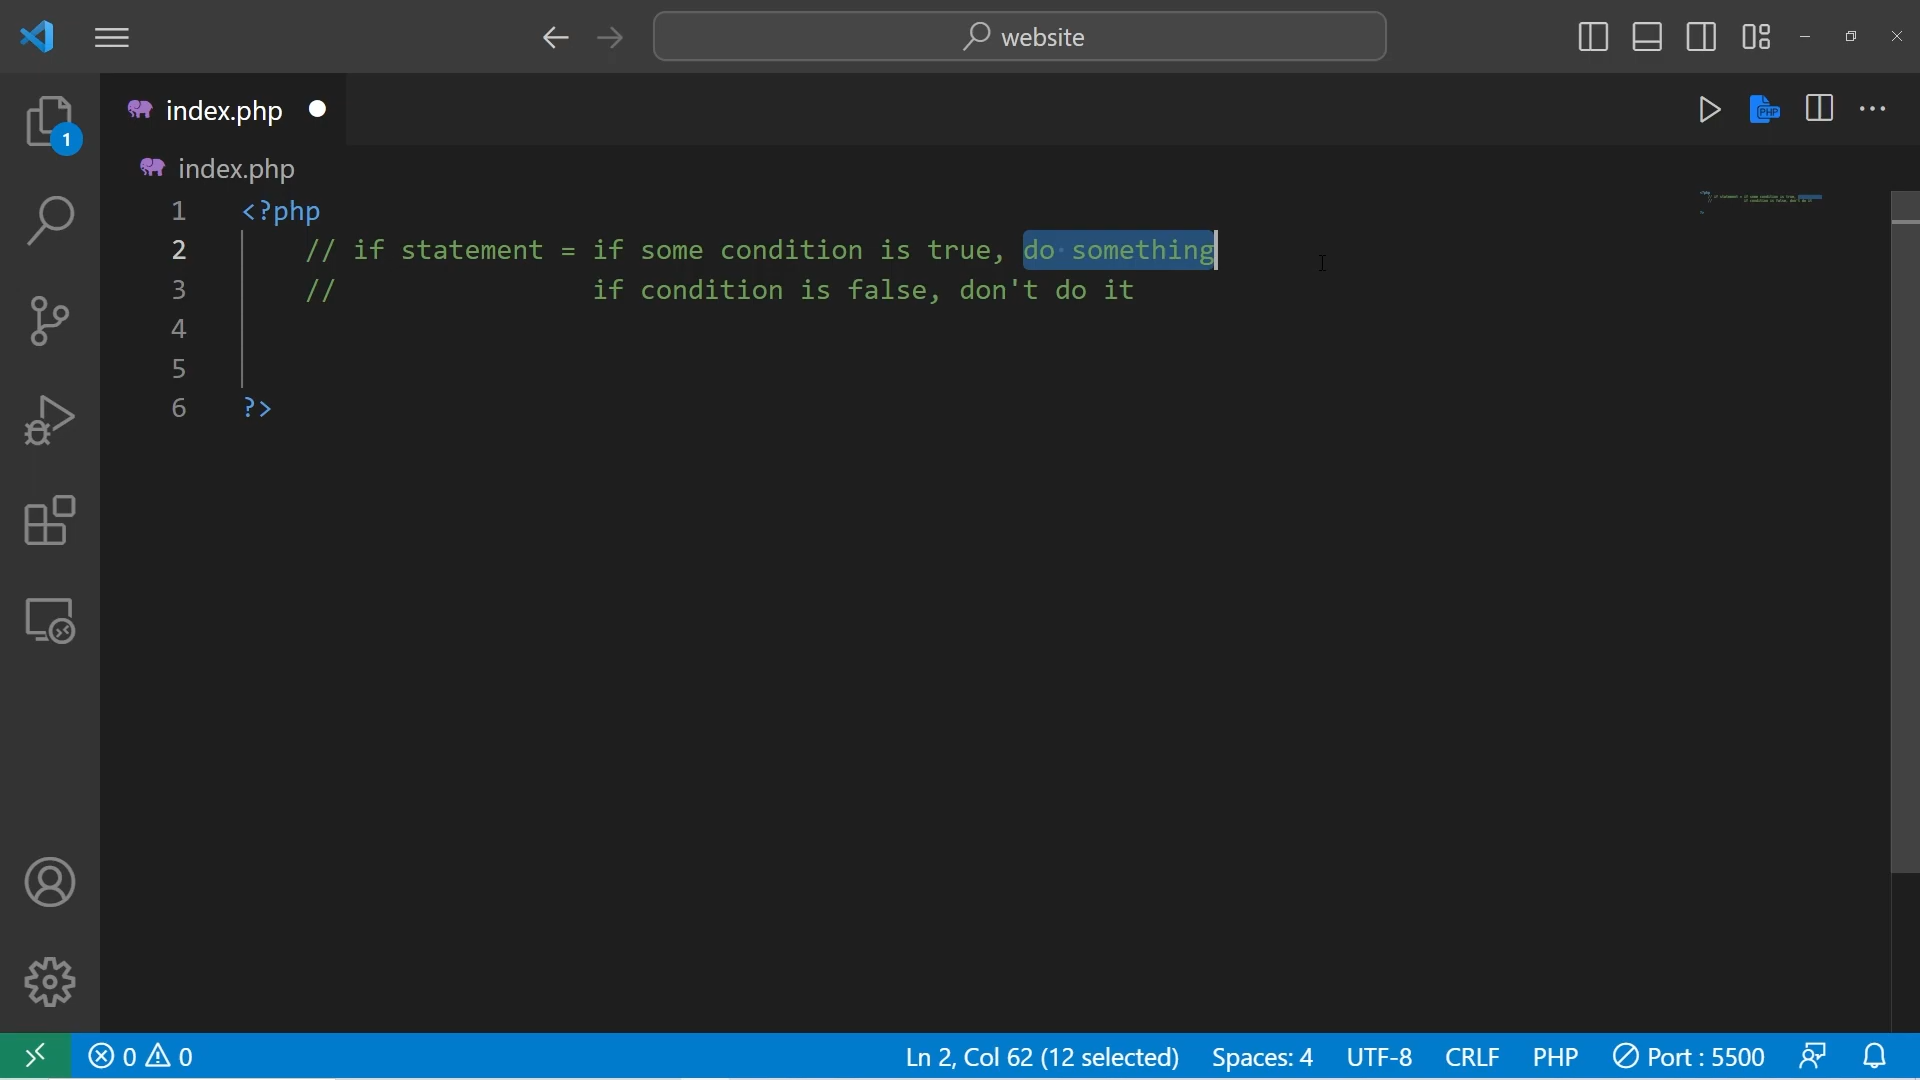 website
index.php
index.php
1 <?php
2 // if statement = if some condition is true, do something
3 // if condition is false, don't do it
4
5
6 ?>
1
PHP
0 0
Ln 2, Col 62 (12 selected) Spaces: 4 UTF-8 CRLF PHP Port : 5500